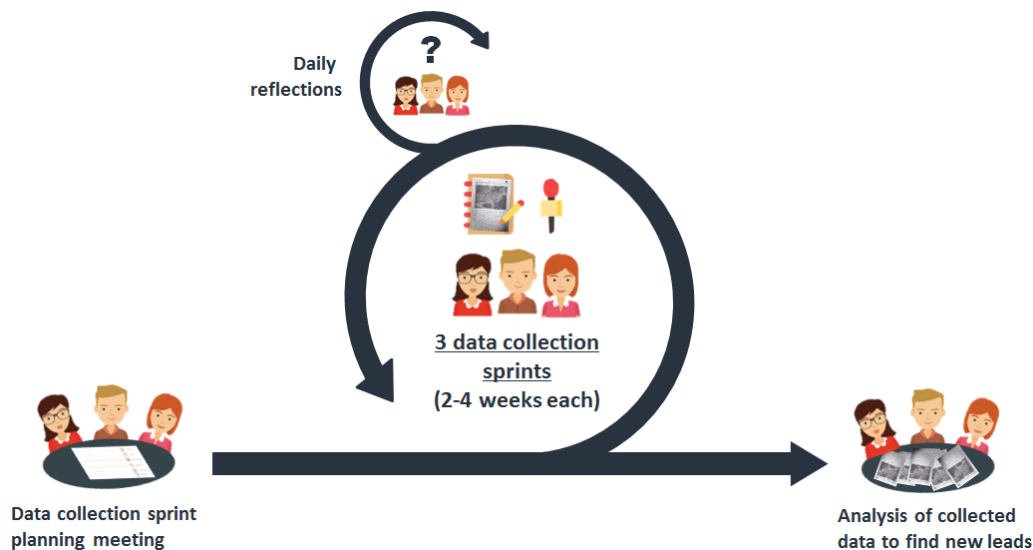 Daily
reflections
?
3 data collection
sprints
(2-4 weeks each)
Data collection sprint
planning meeting
Analysis of collected
data to find new leads